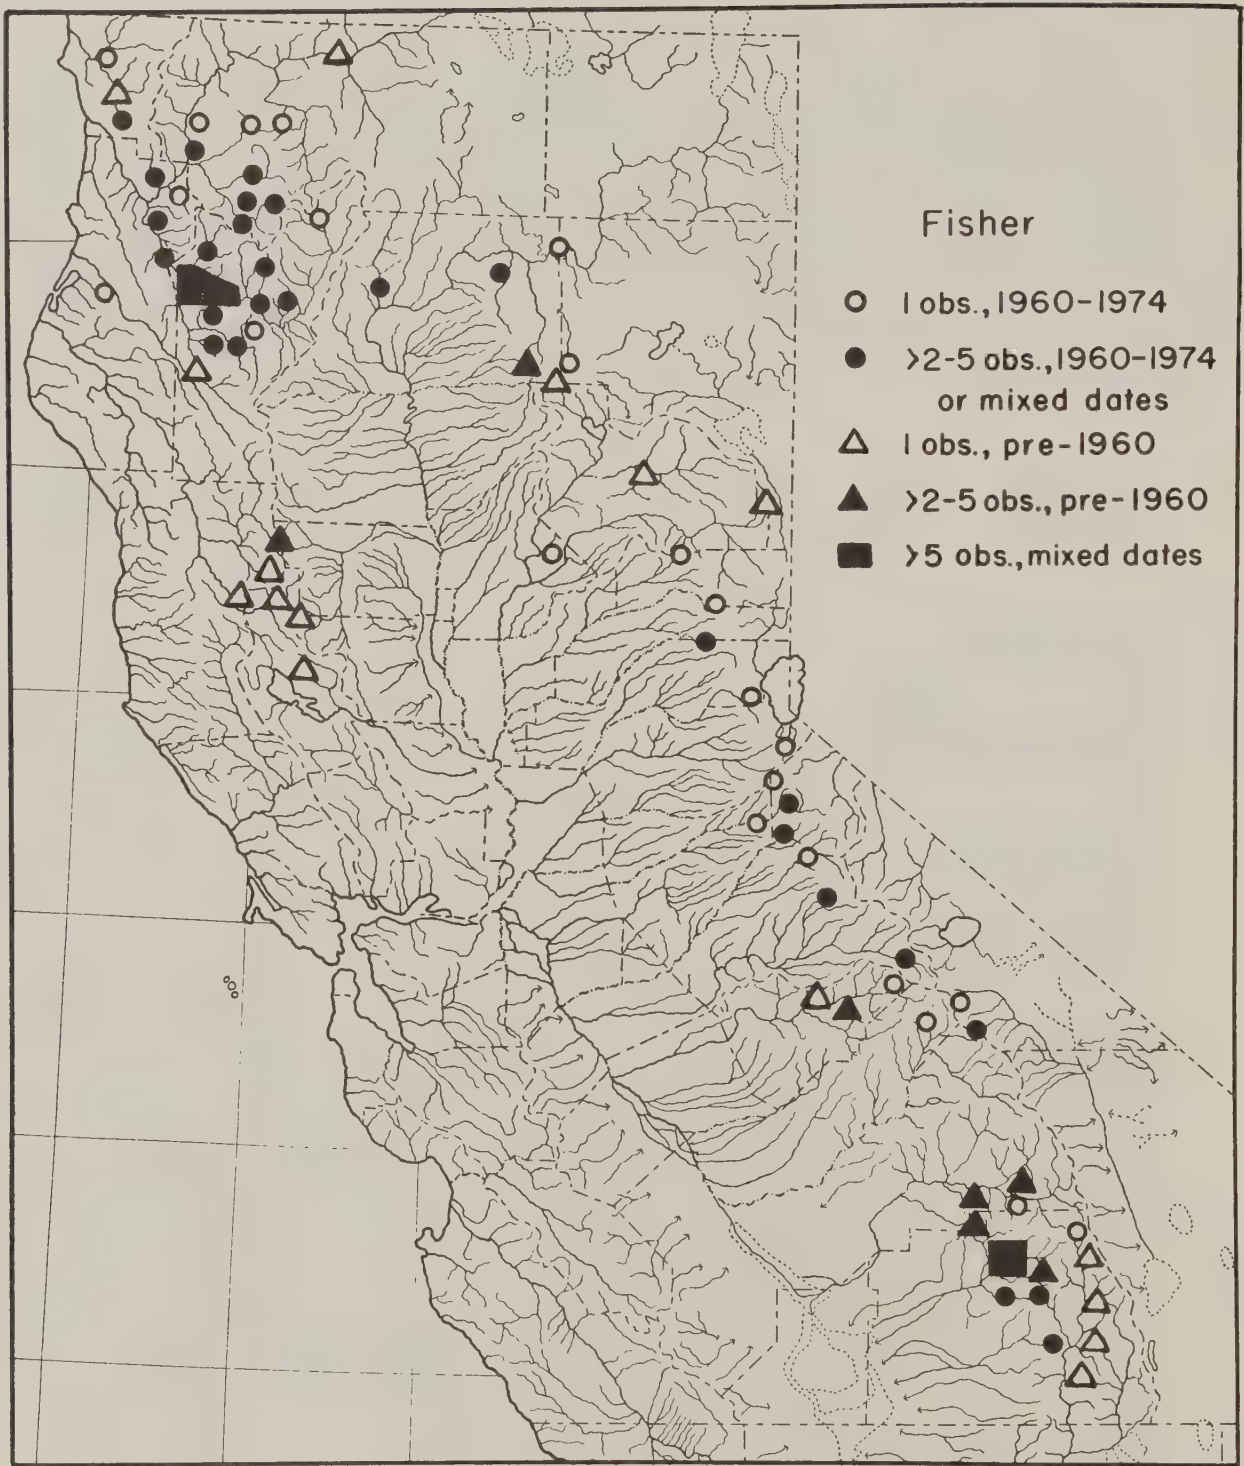 Fisher
1 obs., 1960-1974
>2-5 obs., 1960-1974
or mixed dates
1 obs., pre-1960
>2-5 obs., pre-1960
>5 obs., mixed dates